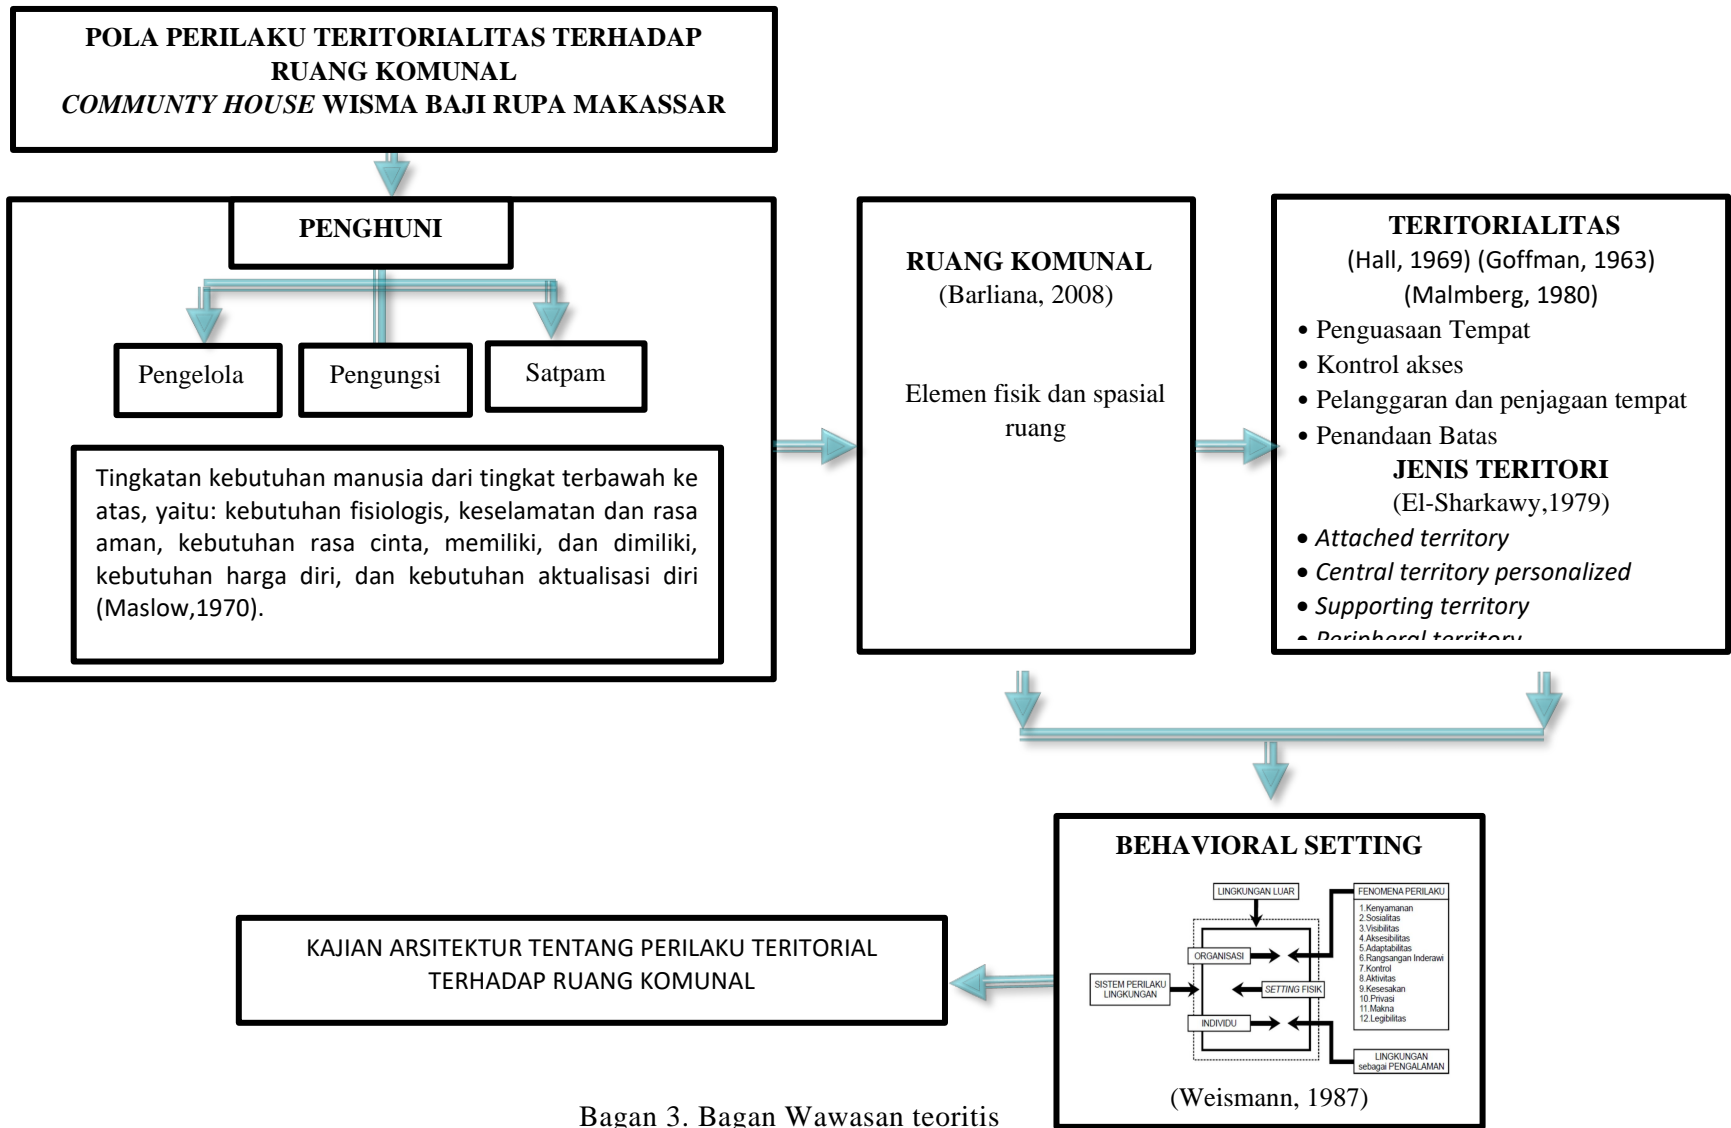 POLA PERILAKU TERITORIALITAS TERHADAP
RUANG KOMUNAL
COMMUNTY HOUSE WISMA BAJI RUPA MAKASSAR
PENGHUNI
Pengelola
Pengungsi
Satpam
Tingkatan kebutuhan manusia dari tingkat terbawah ke
atas, yaitu: kebutuhan fisiologis, keselamatan dan rasa
aman, kebutuhan rasa cinta, memiliki, dan dimiliki,
kebutuhan harga diri, dan kebutuhan aktualisasi diri
(Maslow,1970).
RUANG KOMUNAL
(Barliana, 2008)
Elemen fisik dan spasial
ruang
TERITORIALITAS
(Hall, 1969) (Goffman, 1963)
(Malmberg, 1980)
• Penguasaan Tempat
• Kontrol akses
• Pelanggaran dan penjagaan tempat
• Penandaan Batas
JENIS TERITORI
(El-Sharkawy,1979)
• Attached territory
• Central territory personalized
• Supporting territory
• Peripheral territory
BEHAVIORAL SETTING
LINGKUNGAN LUAR
ORGANISASI
SISTEM PERILAKU
LINGKUNGAN
SETTING FISIK
INDIVIDU
FENOMENA PERILAKU
1.Kenyamanan
2.Sosialitas
3.Visibilitas
4.Aksesibilitas
5.Adaptabilitas
6.Rangsangan Inderawi
7.Kontrol
8.Aktivitas
9.Kesesakan
10.Privasi
11.Makna
12.Legibilitas
LINGKUNGAN
sebagai PENGALAMAN
(Weismann, 1987)
KAJIAN ARSITEKTUR TENTANG PERILAKU TERITORIAL
TERHADAP RUANG KOMUNAL
Bagan 3. Bagan Wawasan teoritis